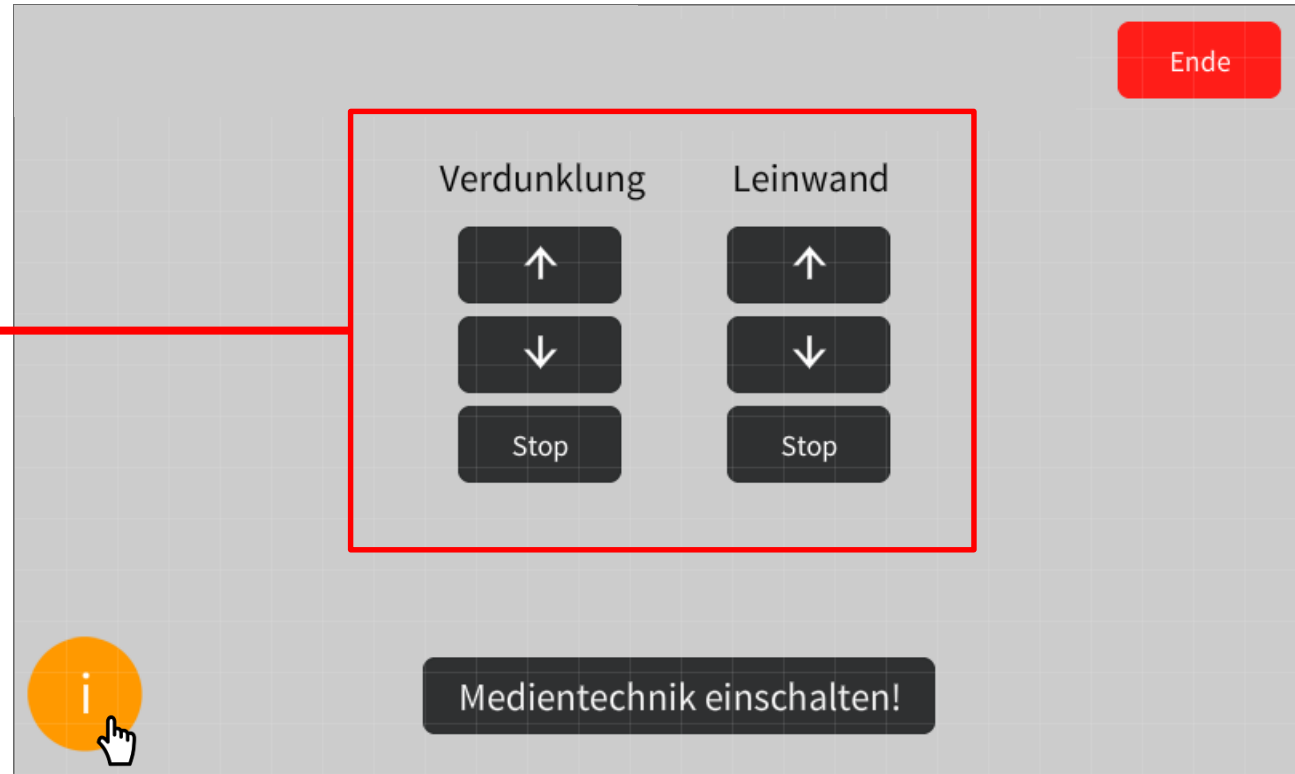 Ende
Verdunklung Leinwand
↑ ↑
↓ ↓
Stop Stop
i
Medientechnik einschalten!